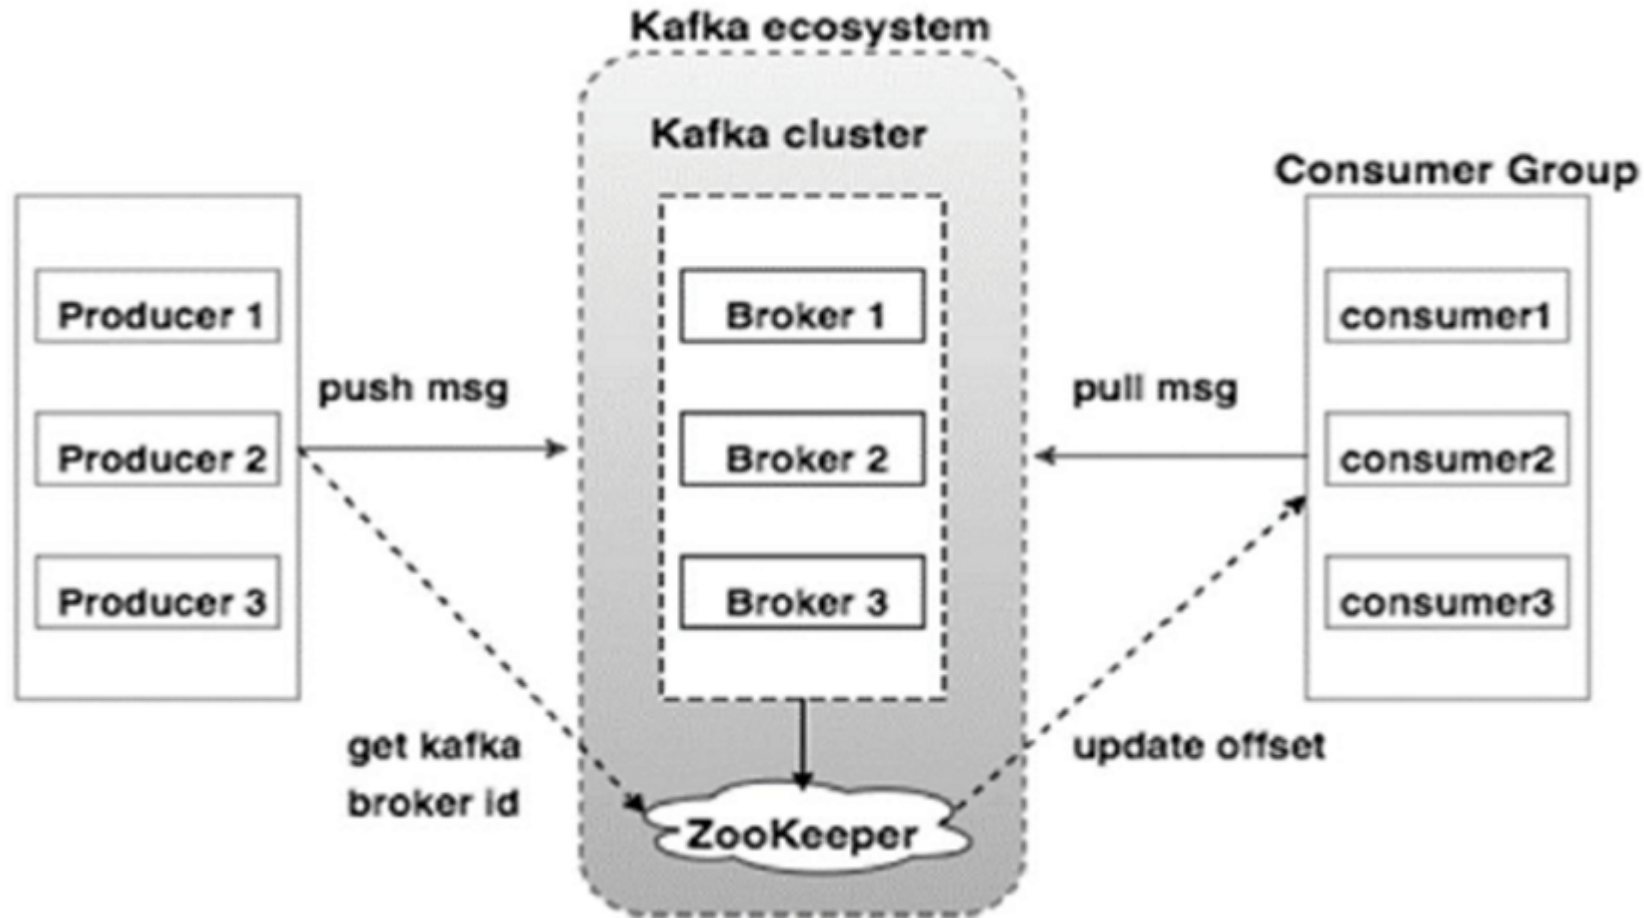 Kafka ecosystem
Kafka cluster
Consumer Group
Producer 1
Producer 2
Producer 3
push msg
Broker 1
Broker 2
Broker 3
pull msg
consumer1
consumer2
consumer3
get kafka
broker id
update offset
ZooKeeper